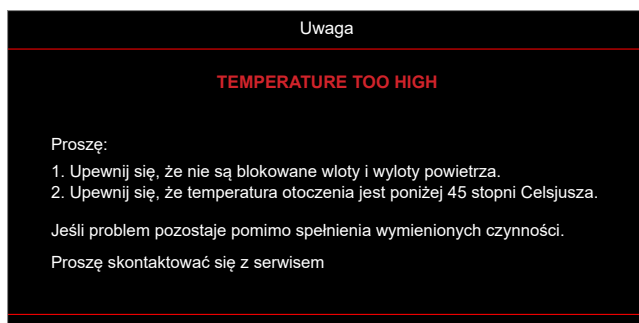 Uwaga
TEMPERATURE TOO HIGH
Proszę:
1. Upewnij się, że nie są blokowane wloty i wyloty powietrza.
2. Upewnij się, że temperatura otoczenia jest poniżej 45 stopni Celsjusza.
Jeśli problem pozostaje pomimo spełnienia wymienionych czynności.
Proszę skontaktować się z serwisem